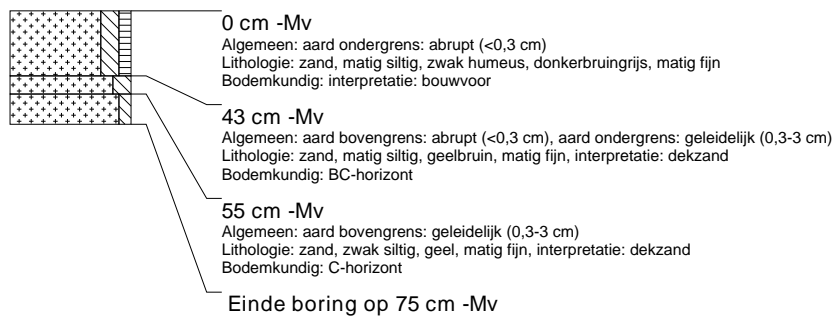 0 cm -Mv
Algemeen: aard ondergrens: abrupt (<0,3 cm)
Lithologie: zand, matig siltig, zwak humeus, donkerbruingrijs, matig fijn
Bodemkundig: interpretatie: bouwvoor
43 cm -Mv
Algemeen: aard bovengrens: abrupt (<0,3 cm), aard ondergrens: geleidelijk (0,3-3 cm)
Lithologie: zand, matig siltig, geelbruin, matig fijn, interpretatie: dekzand
Bodemkundig: BC-horizont
55 cm -Mv
Algemeen: aard bovengrens: geleidelijk (0,3-3 cm)
Lithologie: zand, zwak siltig, geel, matig fijn, interpretatie: dekzand
Bodemkundig: C-horizont
Einde boring op 75 cm -Mv